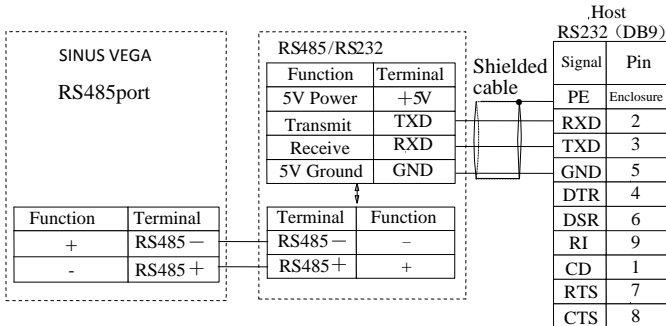 SINUS VEGA
RS485port
Function Terminal
+ RS485－
- RS485＋
RS485/RS232
Function Terminal
5V Power ＋5V
Transmit TXD
Receive RXD
5V Ground GND
Terminal Function
RS485－ –
RS485＋ +
Shielded
cable
,Host
RS232（DB9）
Signal Pin
PE Enclosure
RXD 2
TXD 3
GND 5
DTR 4
DSR 6
RI 9
CD 1
RTS 7
CTS 8